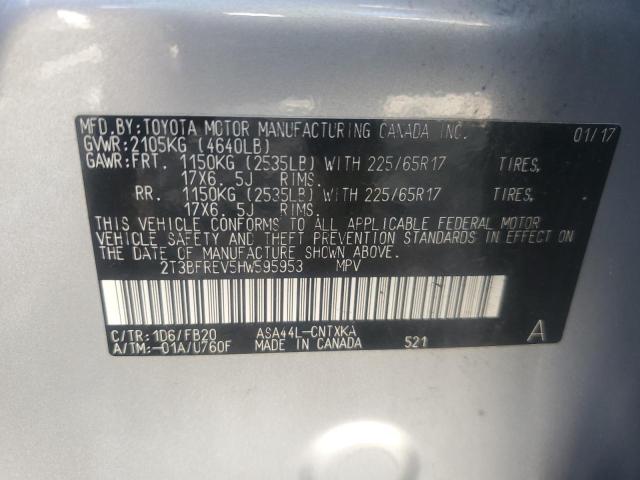 MFD.BY:TOYOTA MOTOR MANUFACTURING CANADA INC. 01/17
GVWR:2105KG (4640LB)
GAWR:FRT. 1150KG (2535LB) WITH 225/65R17 TIRES,
17X6.5J RIMS.
RR. 1150KG (2535LB) WITH 225/65R17 TIRES,
17X6.5J RIMS.
THIS VEHICLE CONFORMS TO ALL APPLICABLE FEDERAL MOTOR
VEHICLE SAFETY AND THEFT PREVENTION STANDARDS IN EFFECT ON
THE DATE OF MANUFACTURE SHOWN ABOVE.
2T3BFREV5HW595953 MPV
C/TR:1D6/FB20 ASA44L-CNTXKA A
A/TM:-01A/U760F MADE IN CANADA 521